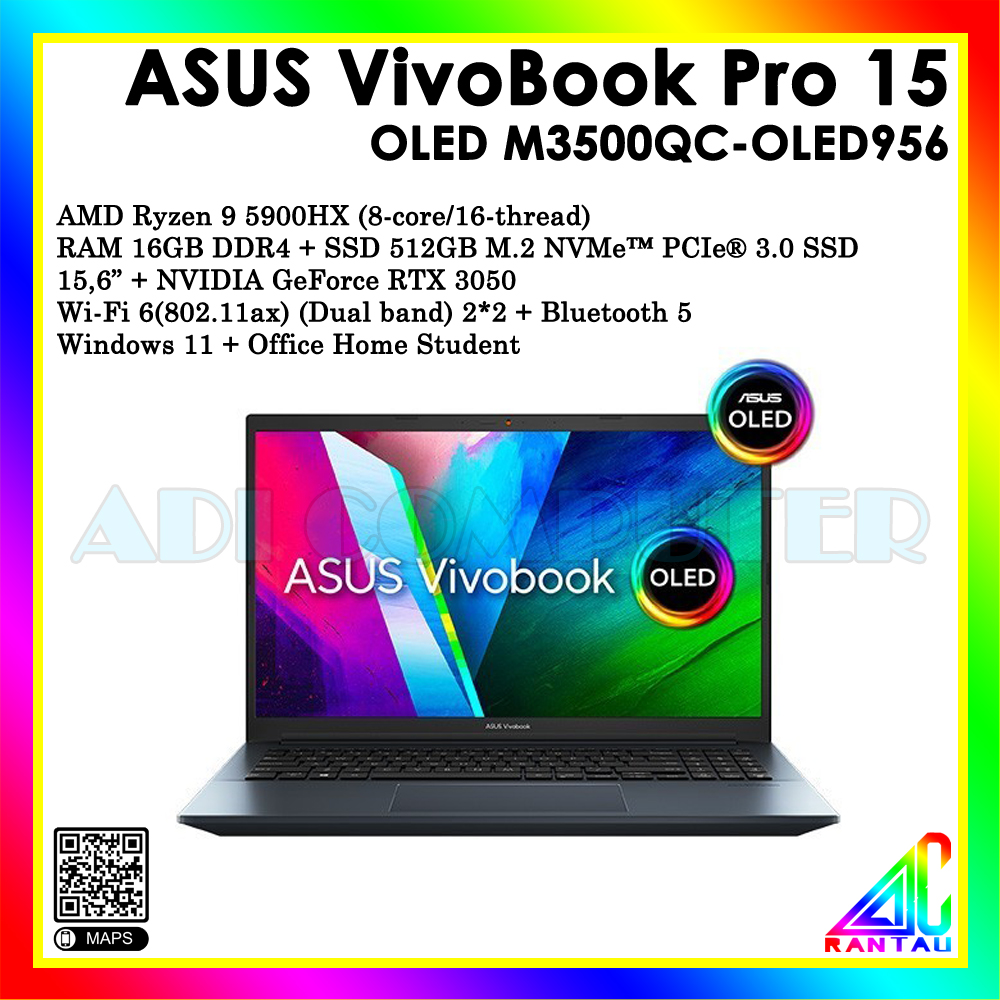 ASUS VivoBook Pro 15
OLED M3500QC-OLED956
AMD Ryzen 9 5900HX (8-core/16-thread)
RAM 16GB DDR4 + SSD 512GB M.2 NVMe™ PCIe® 3.0 SSD
15,6” + NVIDIA GeForce RTX 3050
Wi-Fi 6(802.11ax) (Dual band) 2*2 + Bluetooth 5
Windows 11 + Office Home Student
ASUS
OLED
ADI COMPUTER
ASUS Vivobook OLED
ASUS Vivobook
MAPS
AC
RANTAU